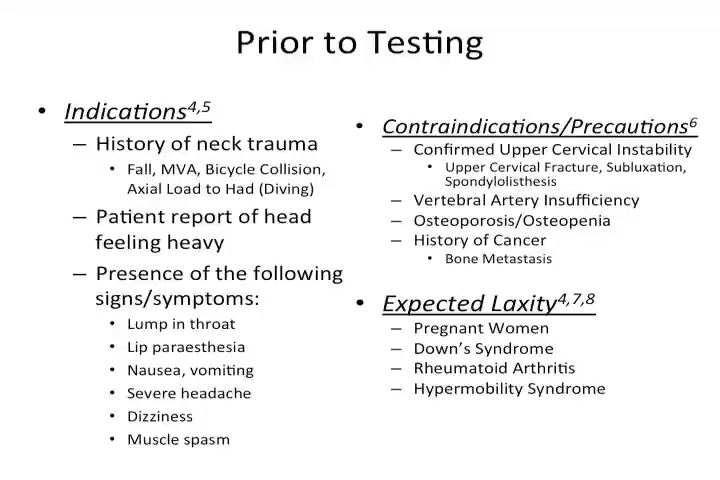 Prior to Testing
• Indications4,5
– History of neck trauma
• Fall, MVA, Bicycle Collision,
Axial Load to Had (Diving)
– Patient report of head
feeling heavy
– Presence of the following
signs/symptoms:
• Lump in throat
• Lip paraesthesia
• Nausea, vomiting
• Severe headache
• Dizziness
• Muscle spasm
• Contraindications/Precautions6
– Confirmed Upper Cervical Instability
• Upper Cervical Fracture, Subluxation,
Spondylolisthesis
– Vertebral Artery Insufficiency
– Osteoporosis/Osteopenia
– History of Cancer
• Bone Metastasis
• Expected Laxity4,7,8
– Pregnant Women
– Down’s Syndrome
– Rheumatoid Arthritis
– Hypermobility Syndrome